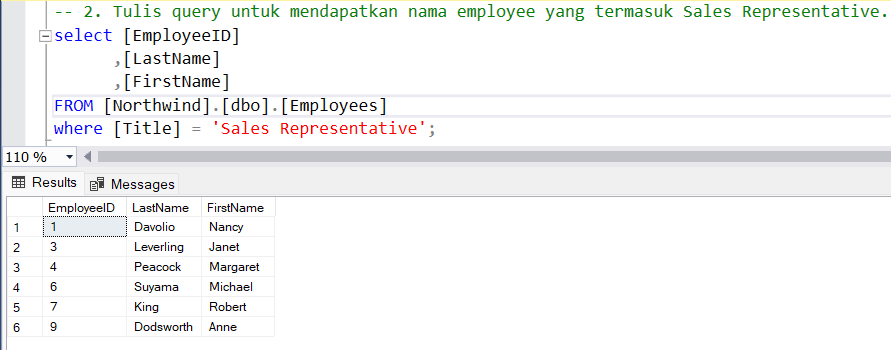 -- 2. Tulis query untuk mendapatkan nama employee yang termasuk Sales Representative.
select [EmployeeID]
,[LastName]
,[FirstName]
FROM [Northwind].[dbo].[Employees]
where [Title] = 'Sales Representative';
110 %
Results Messages
EmployeeID LastName FirstName
1 1 Davolio Nancy
2 3 Leverling Janet
3 4 Peacock Margaret
4 6 Suyama Michael
5 7 King Robert
6 9 Dodsworth Anne